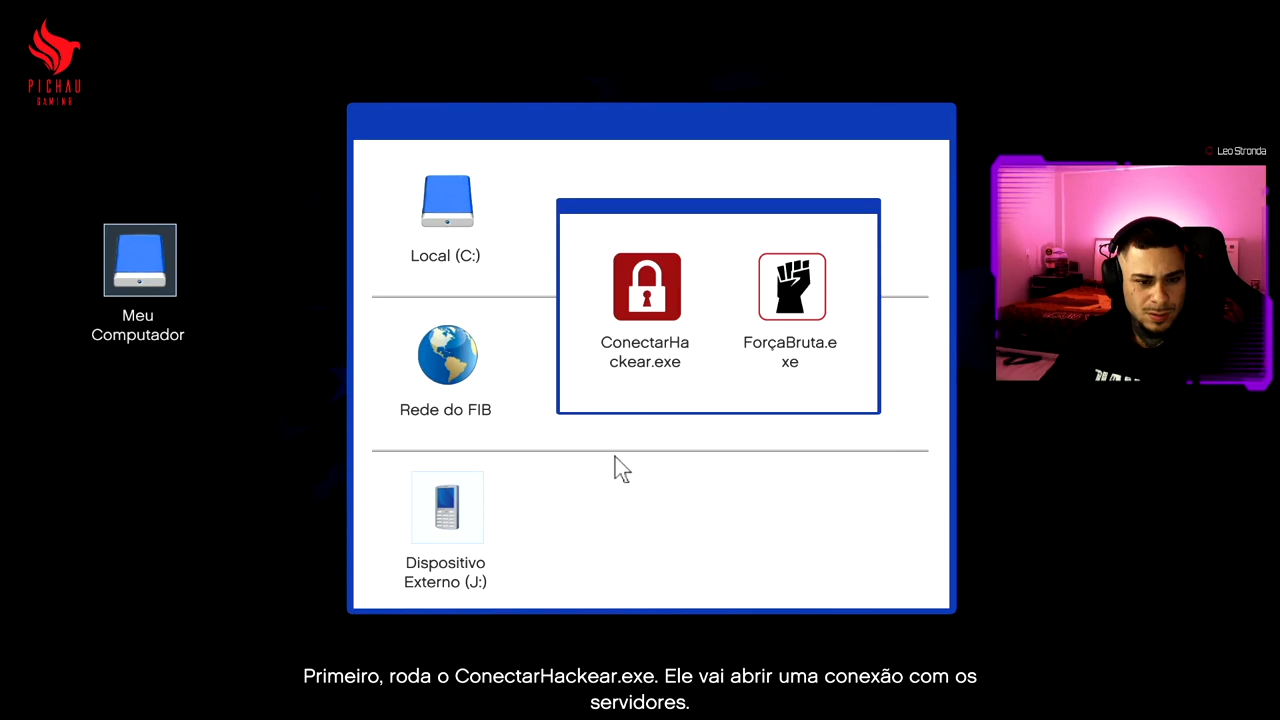 PICHAU
GAMING
Leo Stronda
Local (C:)
Meu
Computador
ConectarHa
ckear.exe
ForçaBruta.e
xe
Rede do FIB
Dispositivo
Externo (J:)
Primeiro, roda o ConectarHackear.exe. Ele vai abrir uma conexão com os
servidores.